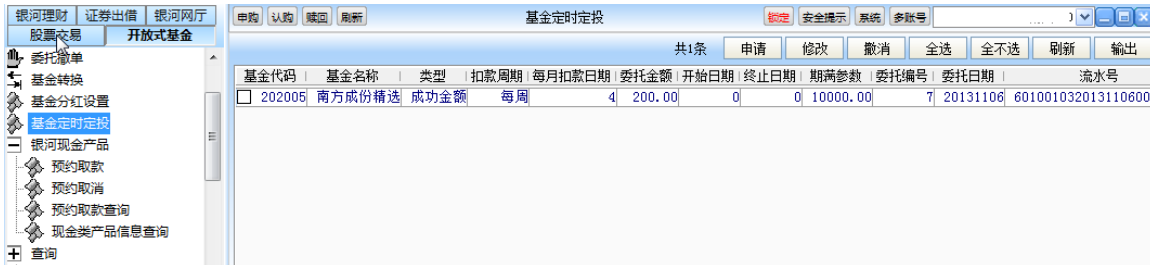 银河理财 证券出借 银河网厅
股票交易 开放式基金
委托撤单
基金转换
基金分红设置
基金定时定投
银河现金产品
预约取款
预约取消
预约取款查询
现金类产品信息查询
查询
申购 认购 赎回 刷新 基金定时定投 锁定 安全提示 系统 多账号
共1条 申请 修改 撤消 全选 全不选 刷新 输出
基金代码 基金名称 类型 扣款周期 每月扣款日期 委托金额 开始日期 终止日期 期满参数 委托编号 委托日期 流水号
202005 南方成份精选 成功金额 每周 4 200.00 0 0 10000.00 7 20131106 601001032013110600